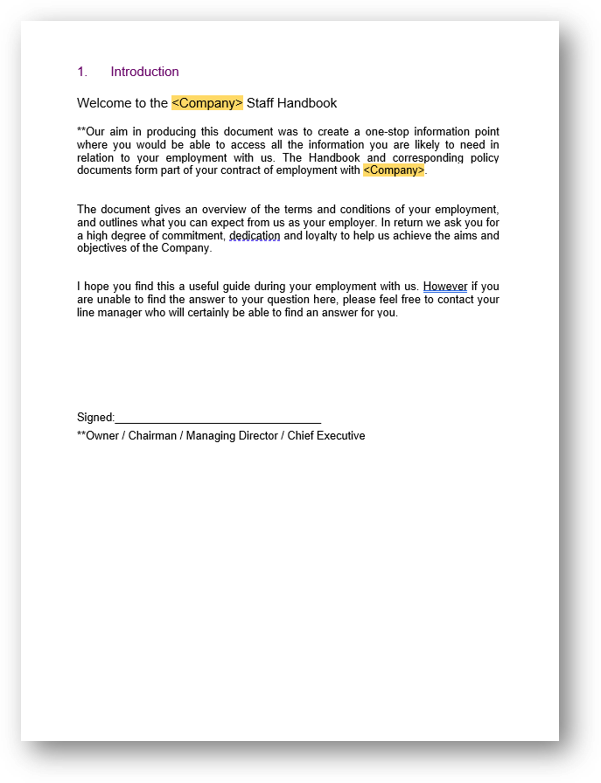 1. Introduction
Welcome to the <Company> Staff Handbook
**Our aim in producing this document was to create a one-stop information point
where you would be able to access all the information you are likely to need in
relation to your employment with us. The Handbook and corresponding policy
documents form part of your contract of employment with <Company>.
The document gives an overview of the terms and conditions of your employment,
and outlines what you can expect from us as your employer. In return we ask you for
a high degree of commitment, dedication and loyalty to help us achieve the aims and
objectives of the Company.
I hope you find this a useful guide during your employment with us. However if you
are unable to find the answer to your question here, please feel free to contact your
line manager who will certainly be able to find an answer for you.
Signed:_________________________________
**Owner / Chairman / Managing Director / Chief Executive